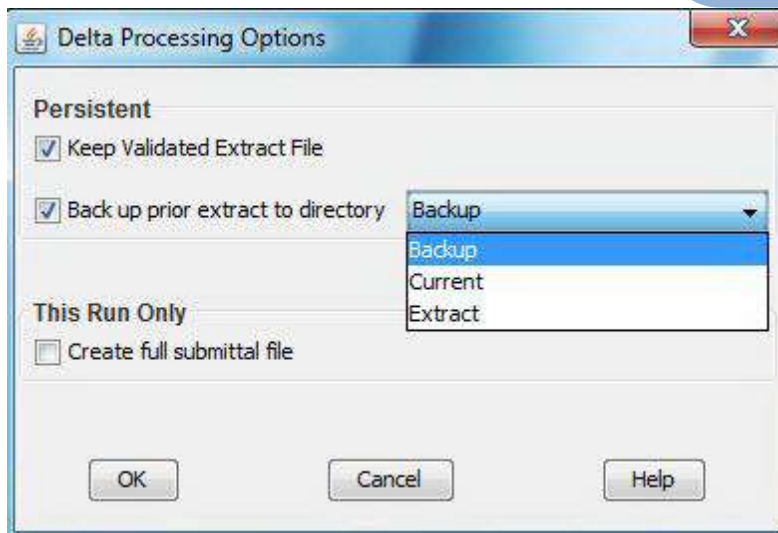 Delta Processing Options
Persistent
Keep Validated Extract File
Back up prior extract to directory Backup
Backup
Current
Extract
This Run Only
Create full submittal file
OK Cancel Help